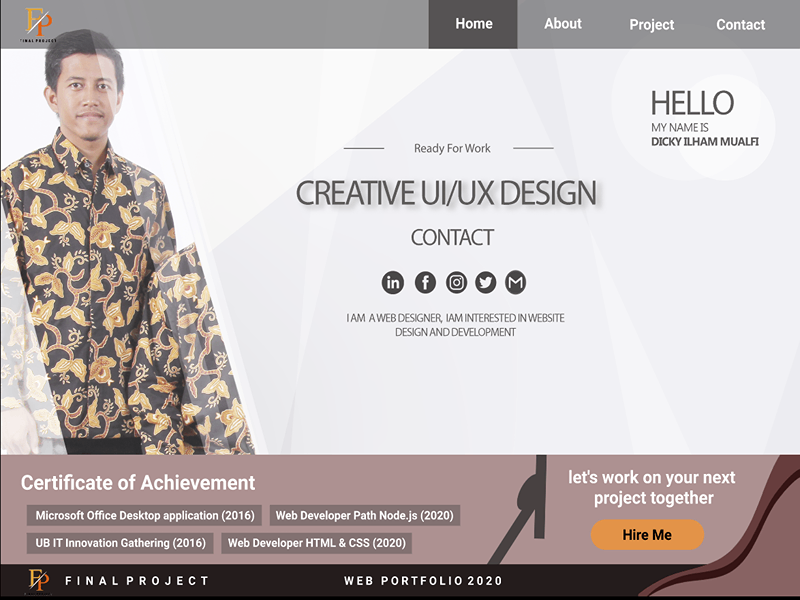 FP
FINAL PROJECT
Home
About
Project
Contact
HELLO
MY NAME IS
DICKY ILHAM MUALFI
Ready For Work
CREATIVE UI/UX DESIGN
CONTACT
I AM A WEB DESIGNER, I AM INTERESTED IN WEBSITE
DESIGN AND DEVELOPMENT
Certificate of Achievement
Microsoft Office Desktop application (2016)
Web Developer Path Node.js (2020)
UB IT Innovation Gathering (2016)
Web Developer HTML & CSS (2020)
let's work on your next
project together
Hire Me
FP
FINAL PROJECT
WEB PORTFOLIO 2020